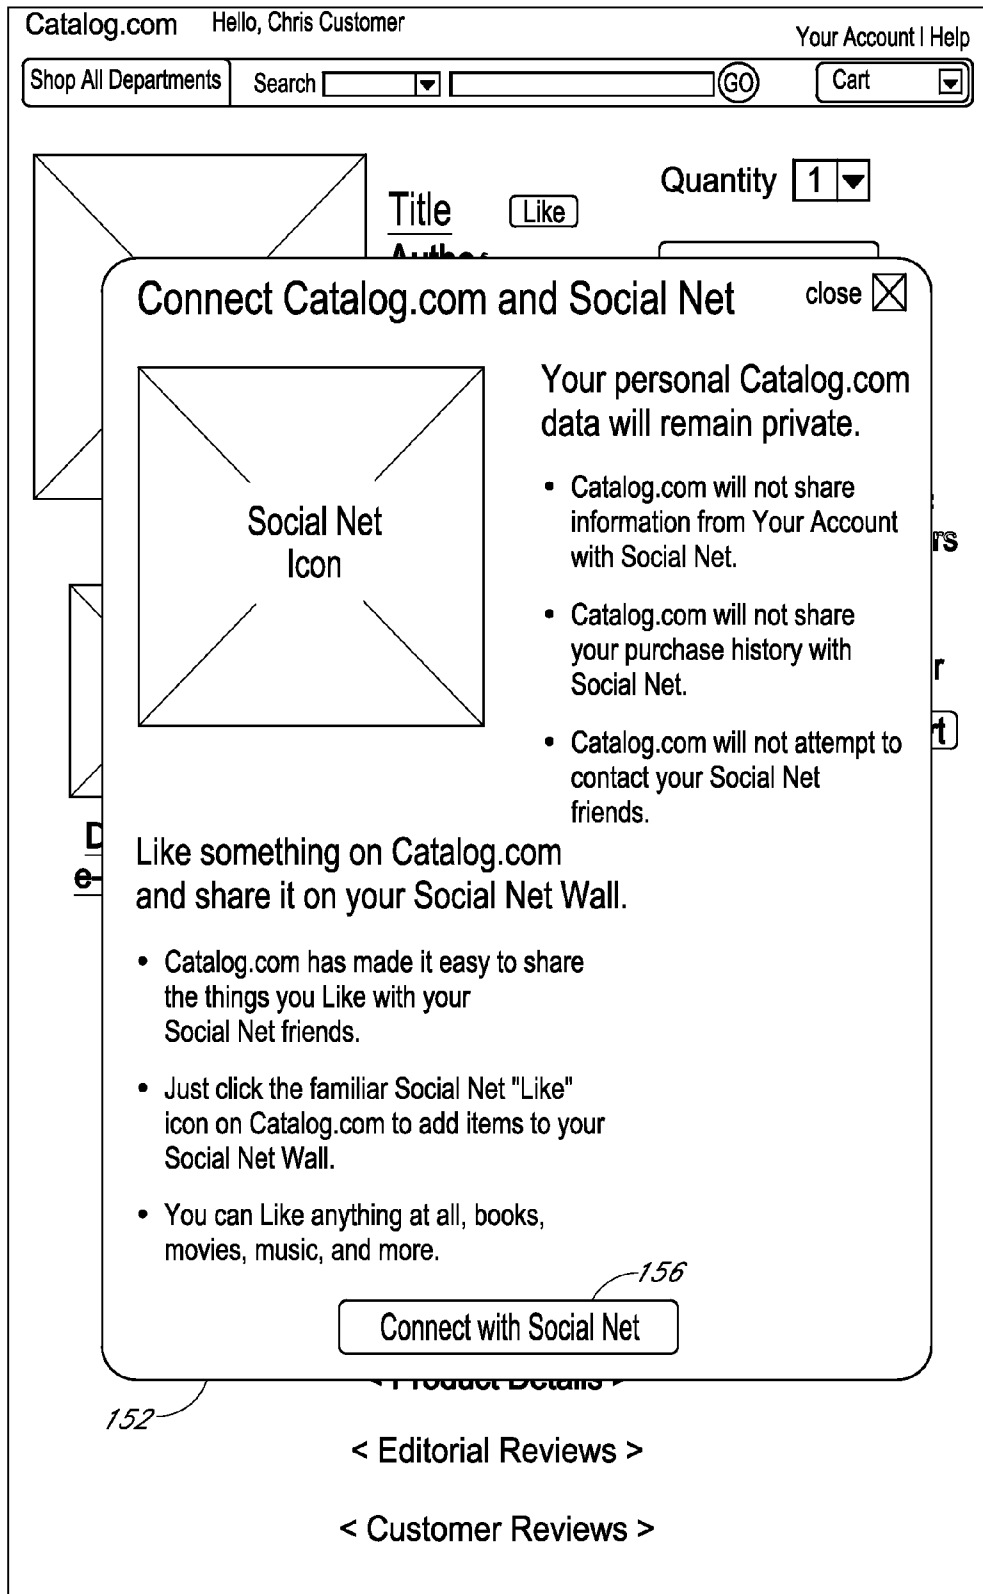 Catalog.com Hello, Chris Customer
Your Account | Help
Shop All Departments Search GO Cart
Quantity 1
Title Like
Connect Catalog.com and Social Net close
Social Net
Icon
Your personal Catalog.com
data will remain private.
• Catalog.com will not share
information from Your Account
with Social Net.
• Catalog.com will not share
your purchase history with
Social Net.
• Catalog.com will not attempt to
contact your Social Net
friends.
Like something on Catalog.com
and share it on your Social Net Wall.
• Catalog.com has made it easy to share
the things you Like with your
Social Net friends.
• Just click the familiar Social Net "Like"
icon on Catalog.com to add items to your
Social Net Wall.
• You can Like anything at all, books,
movies, music, and more.
156
Connect with Social Net
< Product Details >
152
< Editorial Reviews >
< Customer Reviews >